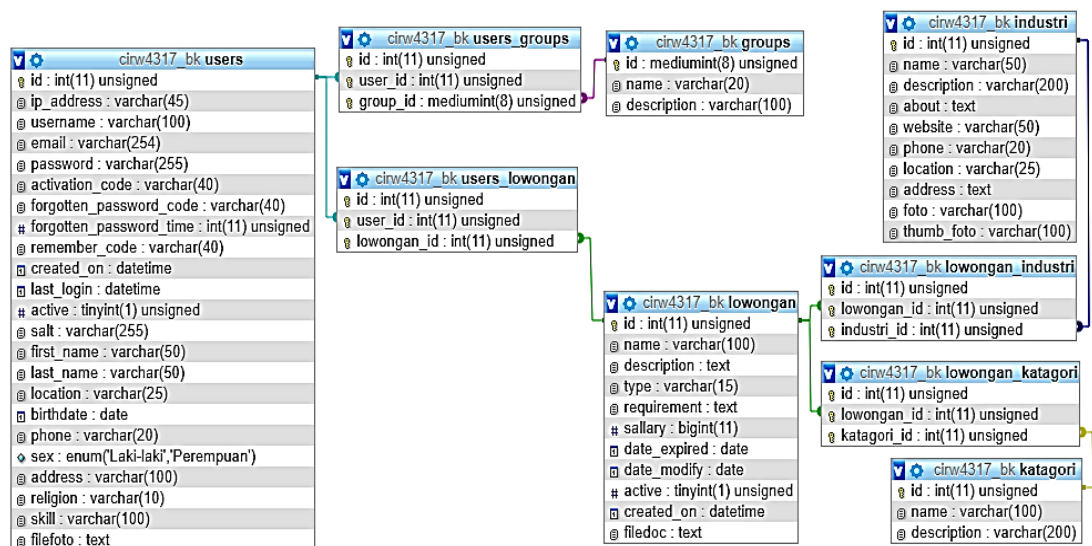 cirw4317_bk users
id : int(11) unsigned
ip_address : varchar(45)
username : varchar(100)
email : varchar(254)
password : varchar(255)
activation_code : varchar(40)
forgotten_password_code : varchar(40)
forgotten_password_time : int(11) unsigned
remember_code : varchar(40)
created_on : datetime
last_login : datetime
active : tinyint(1) unsigned
salt : varchar(255)
first_name : varchar(50)
last_name : varchar(50)
location : varchar(25)
birthdate : date
phone : varchar(20)
sex : enum('Laki-laki','Perempuan')
address : varchar(100)
religion : varchar(10)
skill : varchar(100)
filefoto : text
cirw4317_bk users_groups
id : int(11) unsigned
user_id : int(11) unsigned
group_id : mediumint(8) unsigned
cirw4317_bk groups
id : mediumint(8) unsigned
name : varchar(20)
description : varchar(100)
cirw4317_bk users_lowongan
id : int(11) unsigned
user_id : int(11) unsigned
lowongan_id : int(11) unsigned
cirw4317_bk lowongan
id : int(11) unsigned
name : varchar(100)
description : text
type : varchar(15)
requirement : text
sallary : bigint(11)
date_expired : date
date_modify : date
active : tinyint(1) unsigned
created_on : datetime
filedoc : text
cirw4317_bk industri
id : int(11) unsigned
name : varchar(50)
description : varchar(200)
about : text
website : varchar(50)
phone : varchar(20)
location : varchar(25)
address : text
foto : varchar(100)
thumb_foto : varchar(100)
cirw4317_bk lowongan_industri
id : int(11) unsigned
lowongan_id : int(11) unsigned
industri_id : int(11) unsigned
cirw4317_bk lowongan_katagori
id : int(11) unsigned
lowongan_id : int(11) unsigned
katagori_id : int(11) unsigned
cirw4317_bk katagori
id : int(11) unsigned
name : varchar(100)
description : varchar(200)